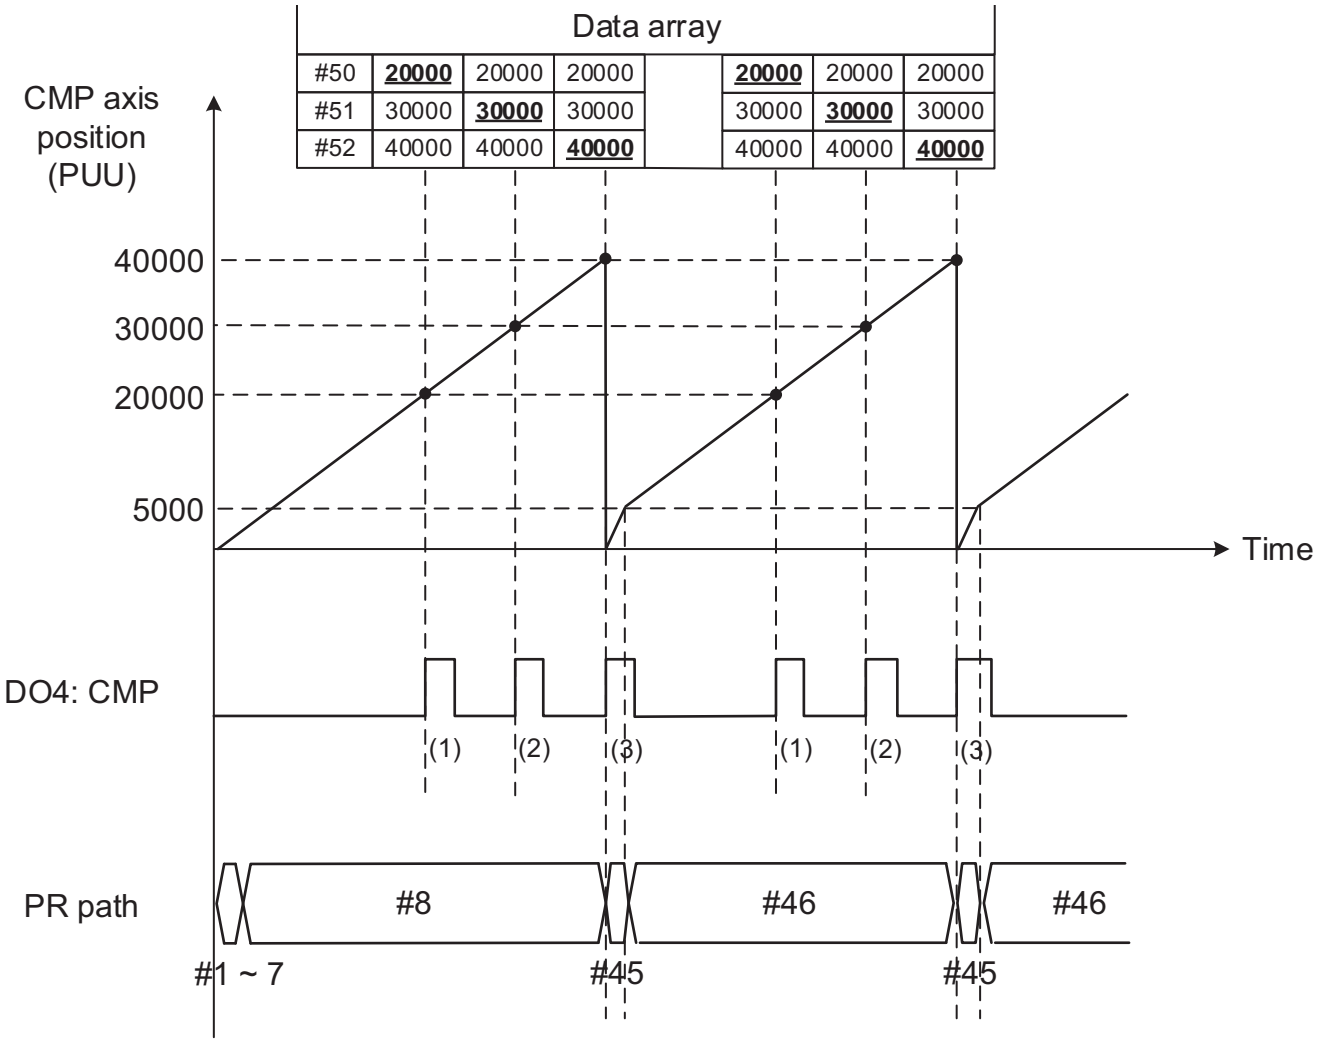 Data array
#50 20000 20000 20000 20000 20000 20000
#51 30000 30000 30000 30000 30000 30000
#52 40000 40000 40000 40000 40000 40000
CMP axis
position
(PUU)
40000
30000
20000
5000
Time
DO4: CMP
(1) (2) (3) (1) (2) (3)
PR path
#8 #46 #46
#1 ~ 7 #45 #45